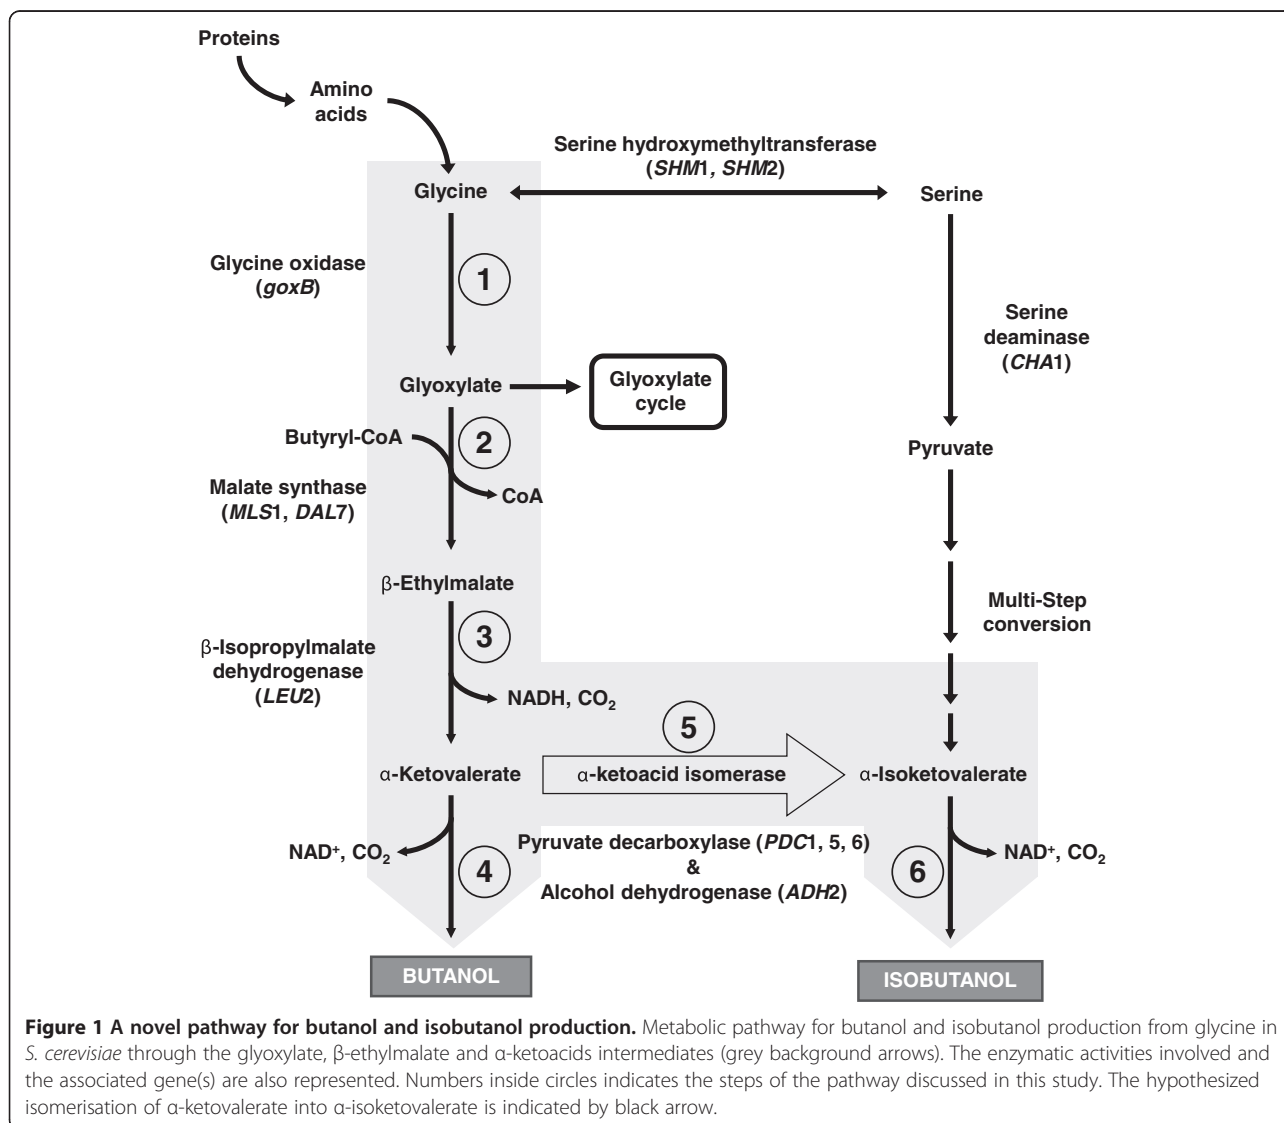 Proteins
Amino
acids
Serine hydroxymethyltransferase
(SHM1, SHM2)
Glycine
Serine
Glycine oxidase
(goxB)
1
Serine
deaminase
(CHA1)
Glyoxylate
Glyoxylate
cycle
Butyryl-CoA
2
Pyruvate
Malate synthase
(MLS1, DAL7)
CoA
β-Ethylmalate
Multi-Step
conversion
3
β-Isopropylmalate
dehydrogenase
(LEU2)
NADH, CO₂
5
α-Ketovalerate
α-ketoacid isomerase
α-Isoketovalerate
NAD⁺, CO₂
4
Pyruvate decarboxylase (PDC1, 5, 6)
&
Alcohol dehydrogenase (ADH2)
6
NAD⁺, CO₂
BUTANOL
ISOBUTANOL
Figure 1 A novel pathway for butanol and isobutanol production. Metabolic pathway for butanol and isobutanol production from glycine in
S. cerevisiae through the glyoxylate, β-ethylmalate and α-ketoacids intermediates (grey background arrows). The enzymatic activities involved and
the associated gene(s) are also represented. Numbers inside circles indicates the steps of the pathway discussed in this study. The hypothesized
isomerisation of α-ketovalerate into α-isoketovalerate is indicated by black arrow.